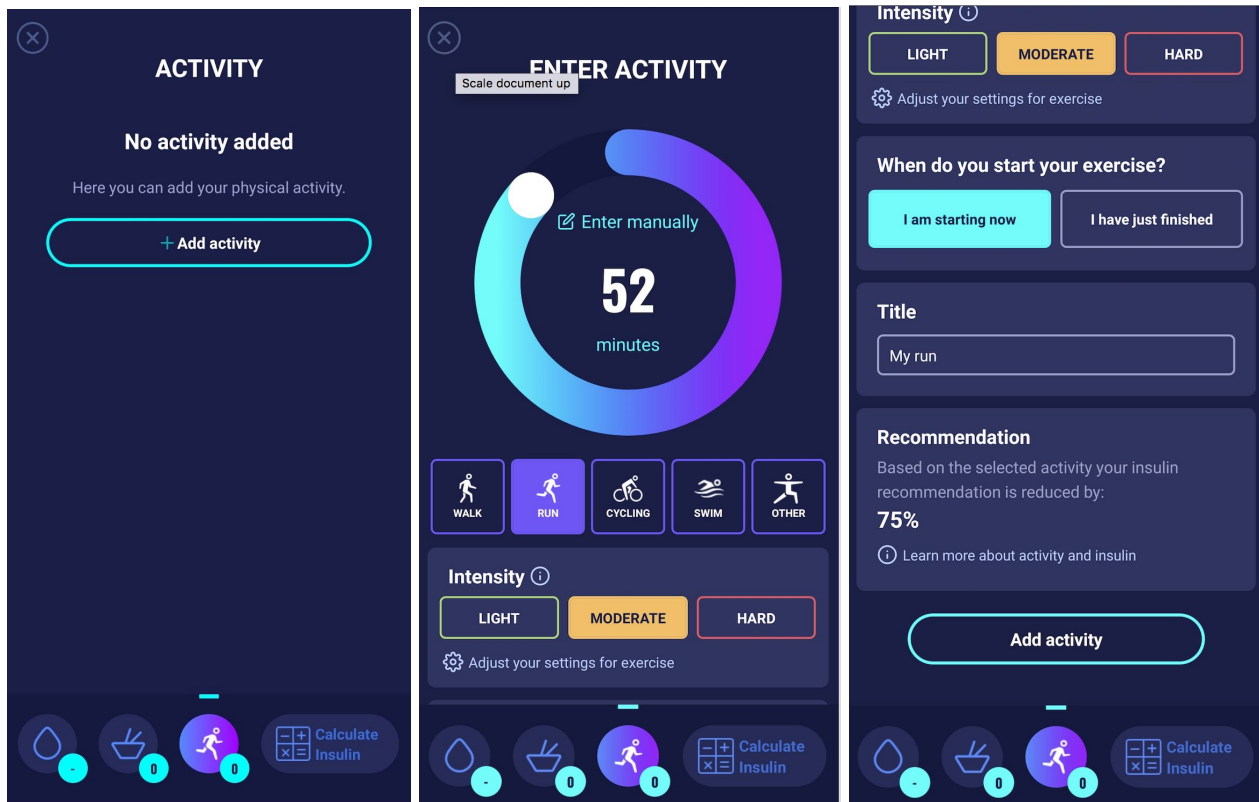 ACTIVITY
No activity added
Here you can add your physical activity.
+ Add activity
-
0
0
Calculate
Insulin
ENTER ACTIVITY
Scale document up
Enter manually
52
minutes
WALK
RUN
CYCLING
SWIM
OTHER
Intensity
LIGHT
MODERATE
HARD
Adjust your settings for exercise
-
0
0
Calculate
Insulin
Intensity
LIGHT
MODERATE
HARD
Adjust your settings for exercise
When do you start your exercise?
I am starting now
I have just finished
Title
My run
Recommendation
Based on the selected activity your insulin
recommendation is reduced by:
75%
Learn more about activity and insulin
Add activity
-
0
0
Calculate
Insulin